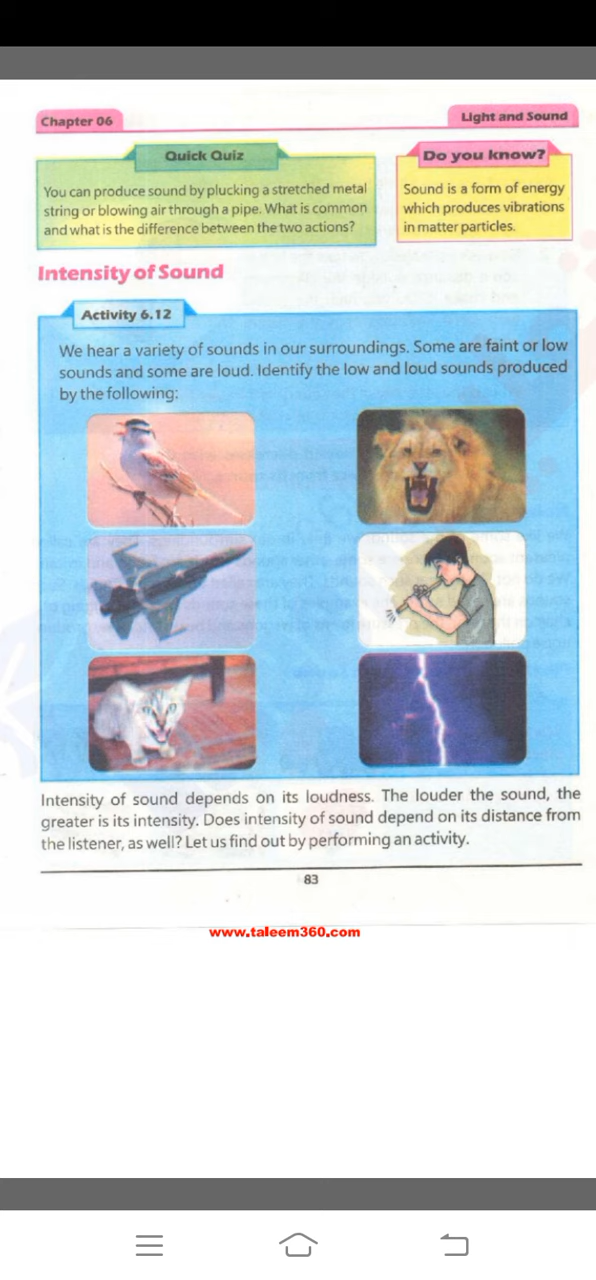 Chapter 06
Light and Sound
Quick Quiz
You can produce sound by plucking a stretched metal
string or blowing air through a pipe. What is common
and what is the difference between the two actions?
Do you know?
Sound is a form of energy
which produces vibrations
in matter particles.
Intensity of Sound
Activity 6.12
We hear a variety of sounds in our surroundings. Some are faint or low
sounds and some are loud. Identify the low and loud sounds produced
by the following:
Intensity of sound depends on its loudness. The louder the sound, the
greater is its intensity. Does intensity of sound depend on its distance from
the listener, as well? Let us find out by performing an activity.
83
www.taleem360.com